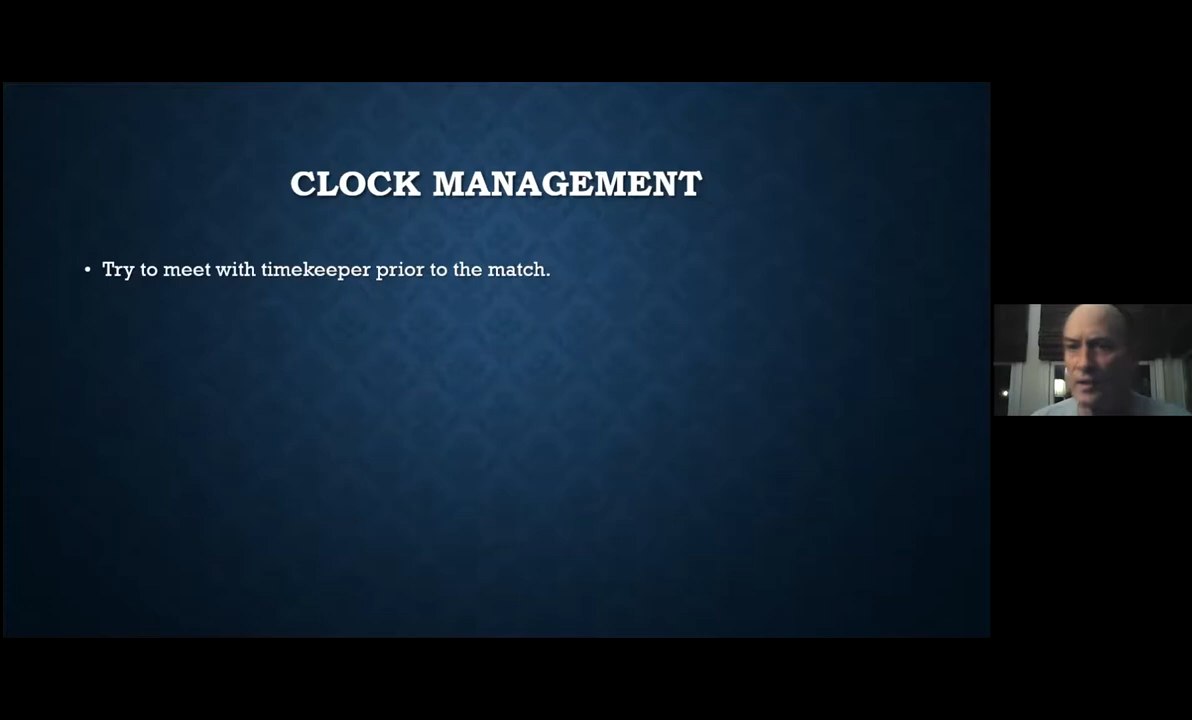 CLOCK MANAGEMENT
• Try to meet with timekeeper prior to the match.